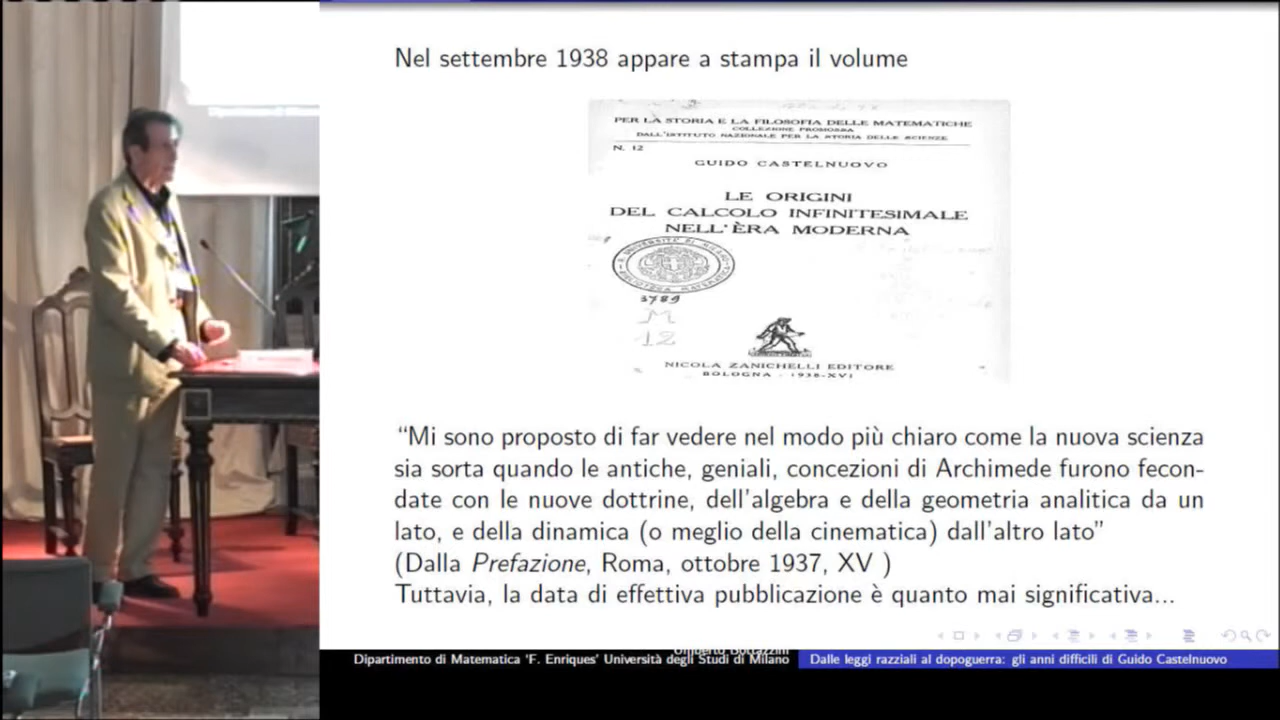 Nel settembre 1938 appare a stampa il volume
PER LA STORIA E LA FILOSOFIA DELLE MATEMATICHE
COLLEZIONE PROMOSSA
DALL'ISTITUTO NAZIONALE PER LA STORIA DELLE SCIENZE
N. 12
GUIDO CASTELNUOVO
LE ORIGINI
DEL CALCOLO INFINITESIMALE
NELL'ÈRA MODERNA
3789
M
12
NICOLA ZANICHELLI EDITORE
BOLOGNA - 1938-XVI
“Mi sono proposto di far vedere nel modo più chiaro come la nuova scienza
sia sorta quando le antiche, geniali, concezioni di Archimede furono fecon-
date con le nuove dottrine, dell'algebra e della geometria analitica da un
lato, e della dinamica (o meglio della cinematica) dall'altro lato”
(Dalla Prefazione, Roma, ottobre 1937, XV )
Tuttavia, la data di effettiva pubblicazione è quanto mai significativa...
Umberto Bottazzini
Dipartimento di Matematica 'F. Enriques' Università degli Studi di Milano
Dalle leggi razziali al dopoguerra: gli anni difficili di Guido Castelnuovo